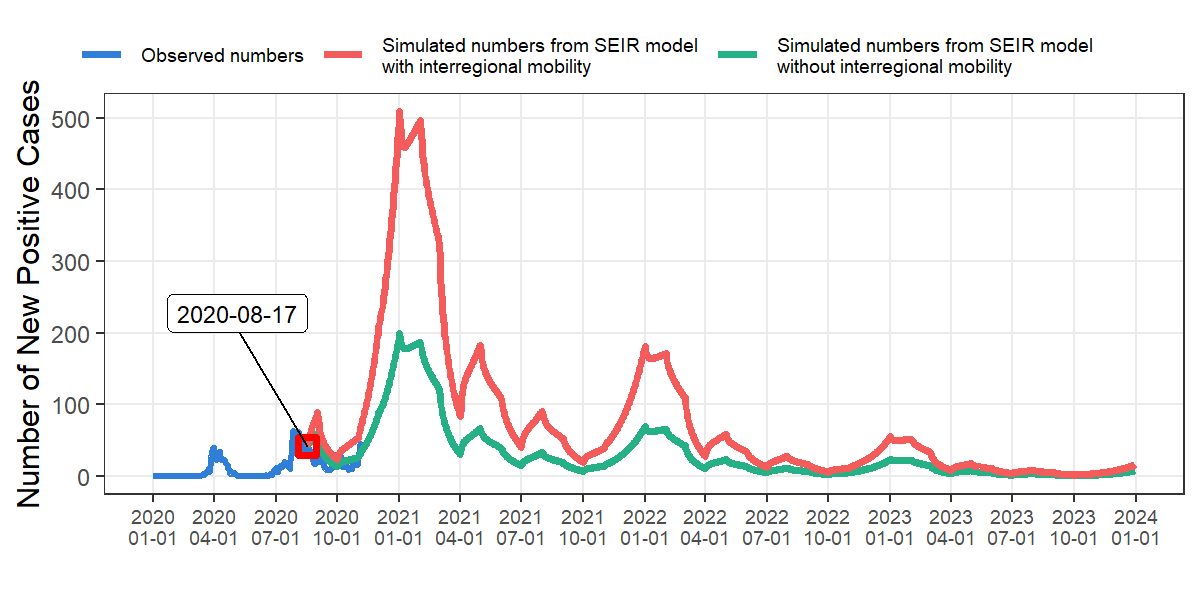 Observed numbers
Simulated numbers from SEIR model
with interregional mobility
Simulated numbers from SEIR model
without interregional mobility
Number of New Positive Cases
500
400
300
200
100
0
2020-08-17
2020 2020 2020 2020 2021 2021 2021 2021 2022 2022 2022 2022 2023 2023 2023 2023 2024
01-01 04-01 07-01 10-01 01-01 04-01 07-01 10-01 01-01 04-01 07-01 10-01 01-01 04-01 07-01 10-01 01-01